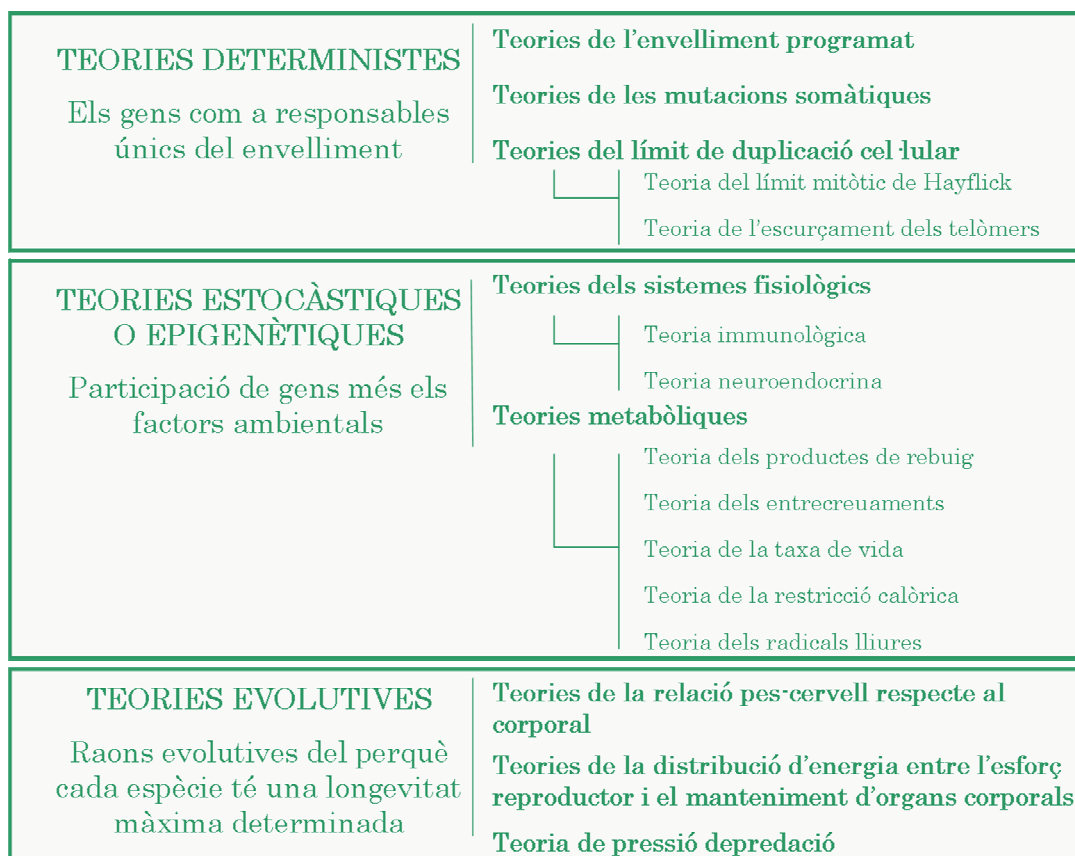 TEORIES DETERMINISTES
Els gens com a responsables
únics del envelliment
Teories de l'envelliment programat
Teories de les mutacions somàtiques
Teories del límit de duplicació cel·lular
Teoria del límit mitòtic de Hayflick
Teoria de l'escurçament dels telòmers
TEORIES ESTOCÀSTIQUES
O EPIGENÈTIQUES
Participació de gens més els
factors ambientals
Teories dels sistemes fisiològics
Teoria immunològica
Teoria neuroendocrina
Teories metabòliques
Teoria dels productes de rebuig
Teoria dels entrecreuaments
Teoria de la taxa de vida
Teoria de la restricció calòrica
Teoria dels radicals lliures
TEORIES EVOLUTIVES
Raons evolutives del perquè
cada espècie té una longevitat
màxima determinada
Teories de la relació pes-cervell respecte al
corporal
Teories de la distribució d'energia entre l'esforç
reproductor i el manteniment d'organs corporals
Teoria de pressió depredació